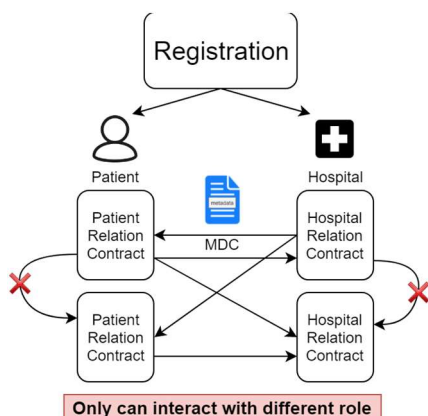 Registration
Patient
Hospital
metadata
MDC
Patient
Relation
Contract
Hospital
Relation
Contract
Patient
Relation
Contract
Hospital
Relation
Contract
Only can interact with different role